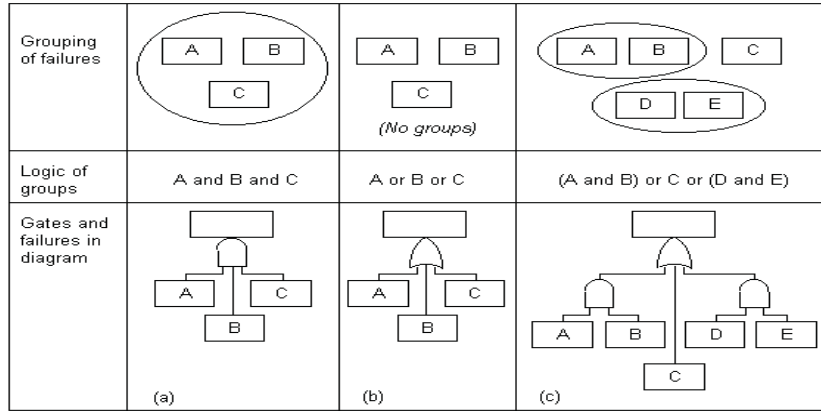 Grouping
of failures
A B
C
A B
C
(No groups)
A B C
D E
Logic of
groups
A and B and C
A or B or C
(A and B) or C or (D and E)
Gates and
failures in
diagram
A C
B
(a)
A C
B
(b)
A B D E
C
(c)